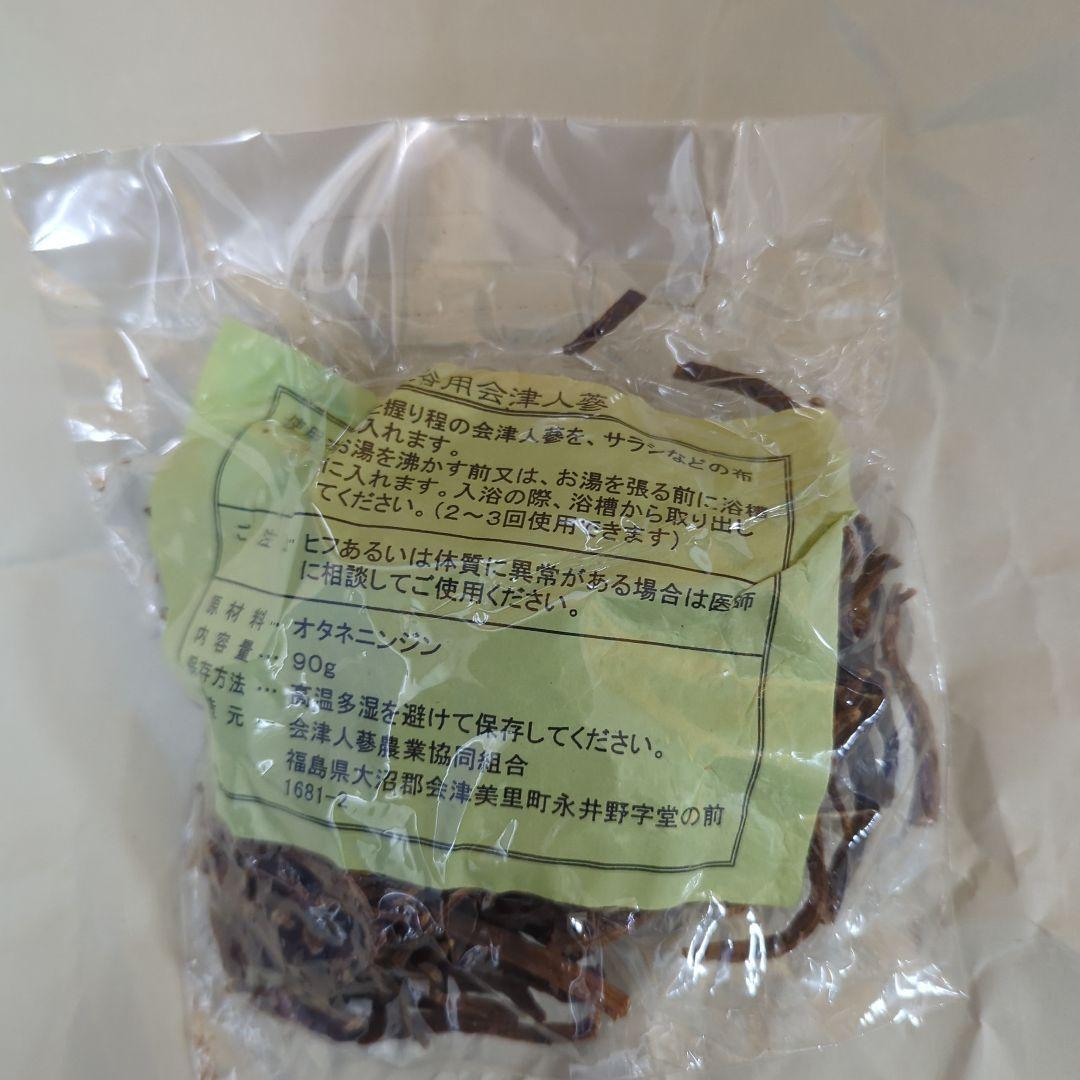 浴用会津人蔘
使用
と握り程の会津人蔘を、サラシなどの布
に入れます。
お湯を沸かす前又は、お湯を張る前に浴槽
に入れます。入浴の際、浴槽から取り出し
てください。(2〜3回使用できます)
ご注 ヒフあるいは体質に異常がある場合は医師
に相談してご使用ください。
原材料…オタネニンジン
内容量…90g
保存方法…高温多湿を避けて保存してください。
元 会津人蔘農業協同組合
福島県大沼郡会津美里町永井野字堂の前
1681-2